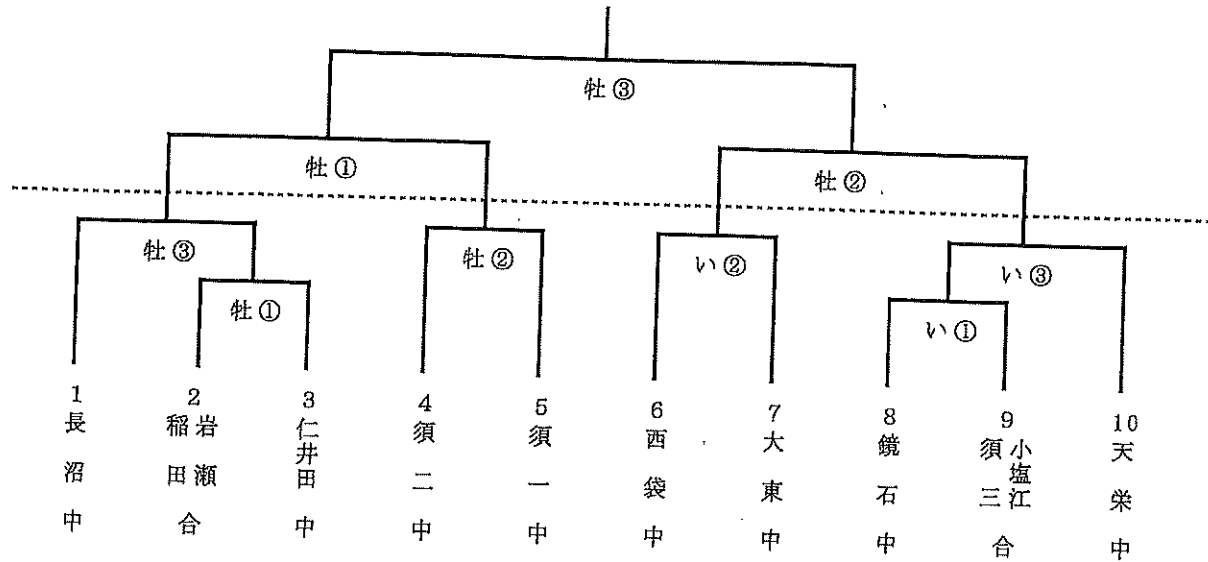 牡③
牡①
牡②
牡③
牡②
い②
い③
牡①
い①
1 長沼中
2 岩瀬 稲田 合
3 仁井田中
4 須二中
5 須一中
6 西袋中
7 大東中
8 鏡石中
9 小塩江 須三 合
10 天栄中